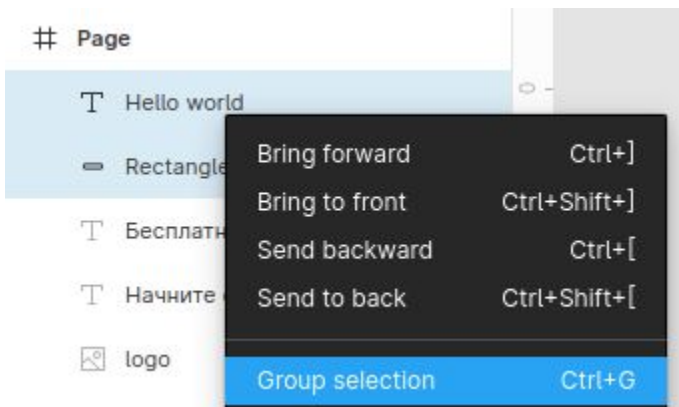 Page
Hello world
Rectangle
Бесплатн
Начните
logo
Bring forward Ctrl+]
Bring to front Ctrl+Shift+]
Send backward Ctrl+[
Send to back Ctrl+Shift+[
Group selection Ctrl+G